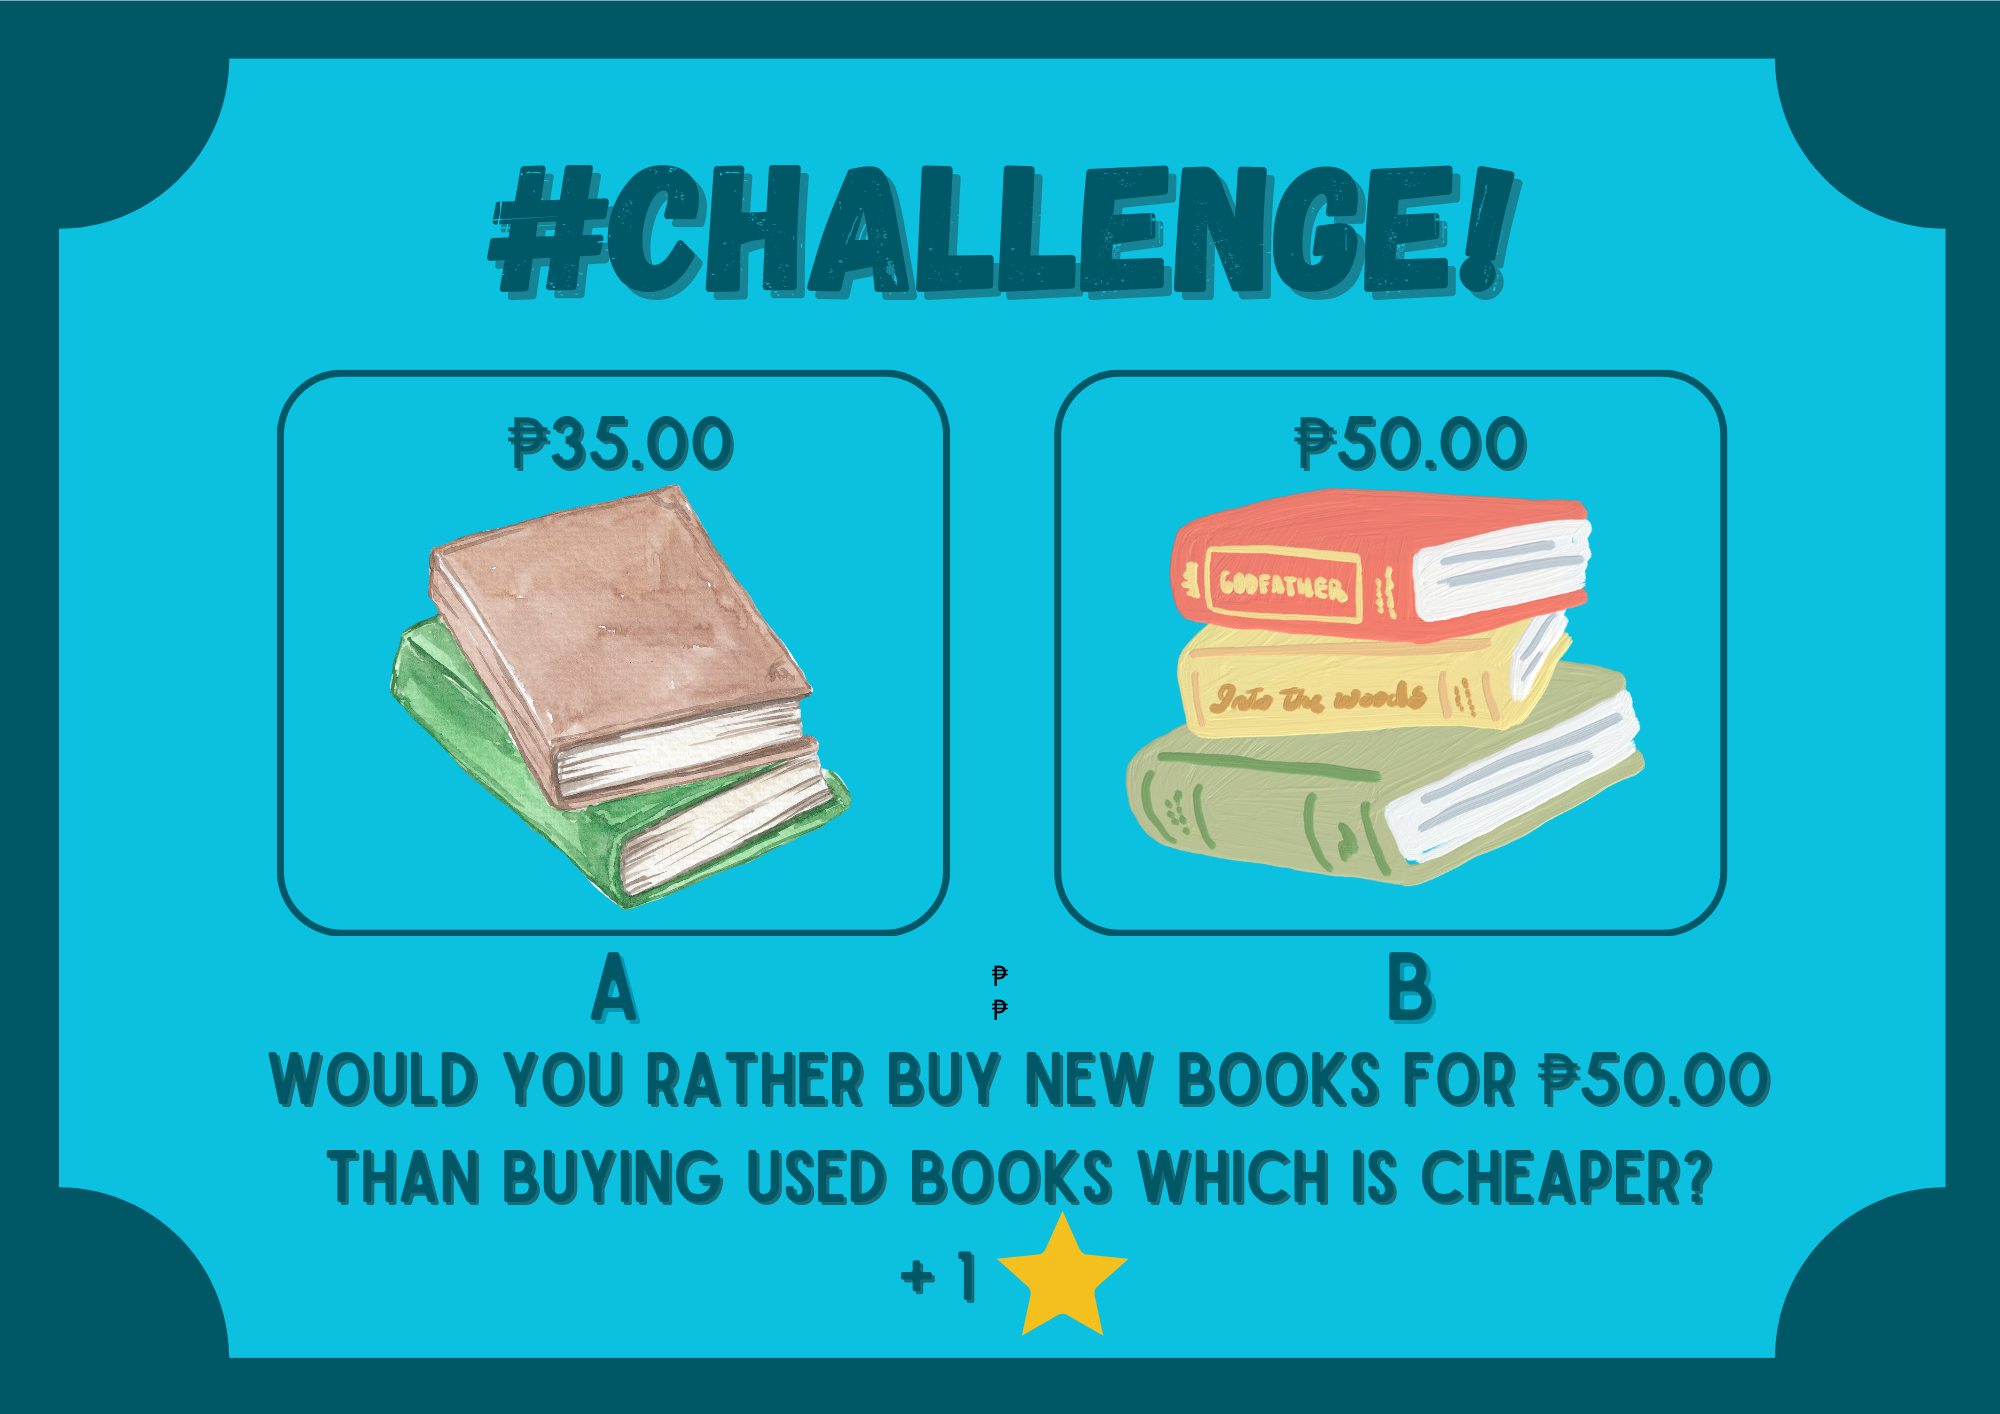 #CHALLENGE!
₱35.00
₱50.00
GODFATHER
Into the woods
A
B
₱
₱
WOULD YOU RATHER BUY NEW BOOKS FOR ₱50.00
THAN BUYING USED BOOKS WHICH IS CHEAPER?
+ 1